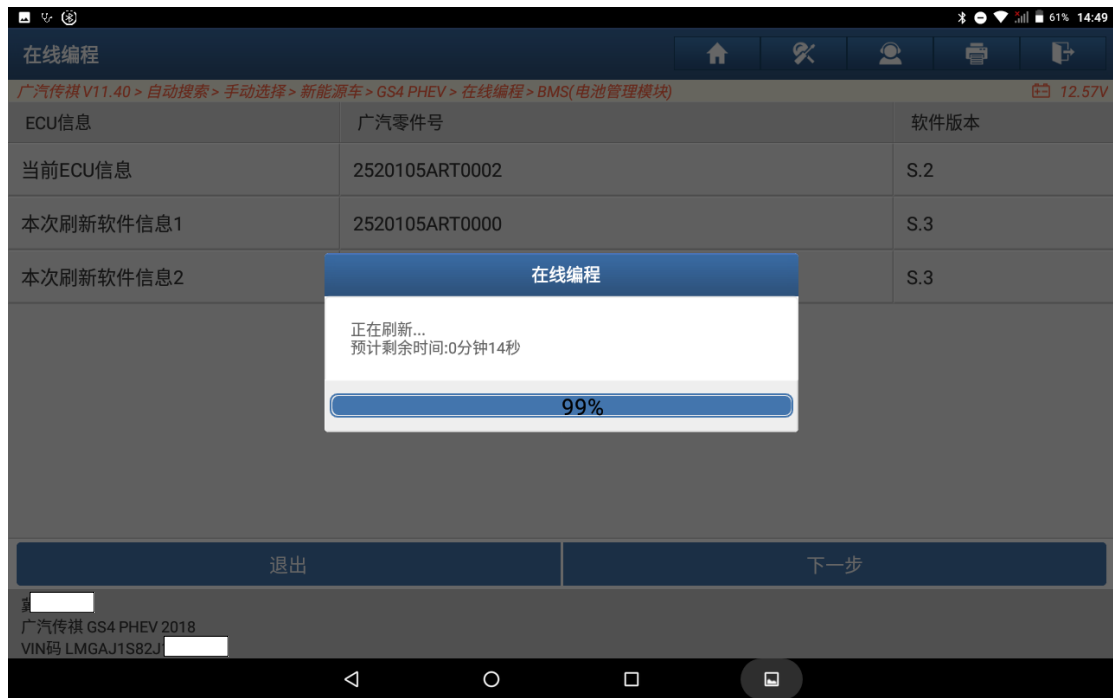 61% 14:49
在线编程
广汽传祺 V11.40 > 自动搜索 > 手动选择 > 新能源车 > GS4 PHEV > 在线编程 > BMS(电池管理模块) 12.57V
ECU信息 广汽零件号 软件版本
当前ECU信息 2520105ART0002 S.2
本次刷新软件信息1 2520105ART0000 S.3
本次刷新软件信息2 S.3
在线编程
正在刷新...
预计剩余时间:0分钟14秒
99%
退出 下一步
广汽传祺 GS4 PHEV 2018
VIN码 LMGAJ1S82J